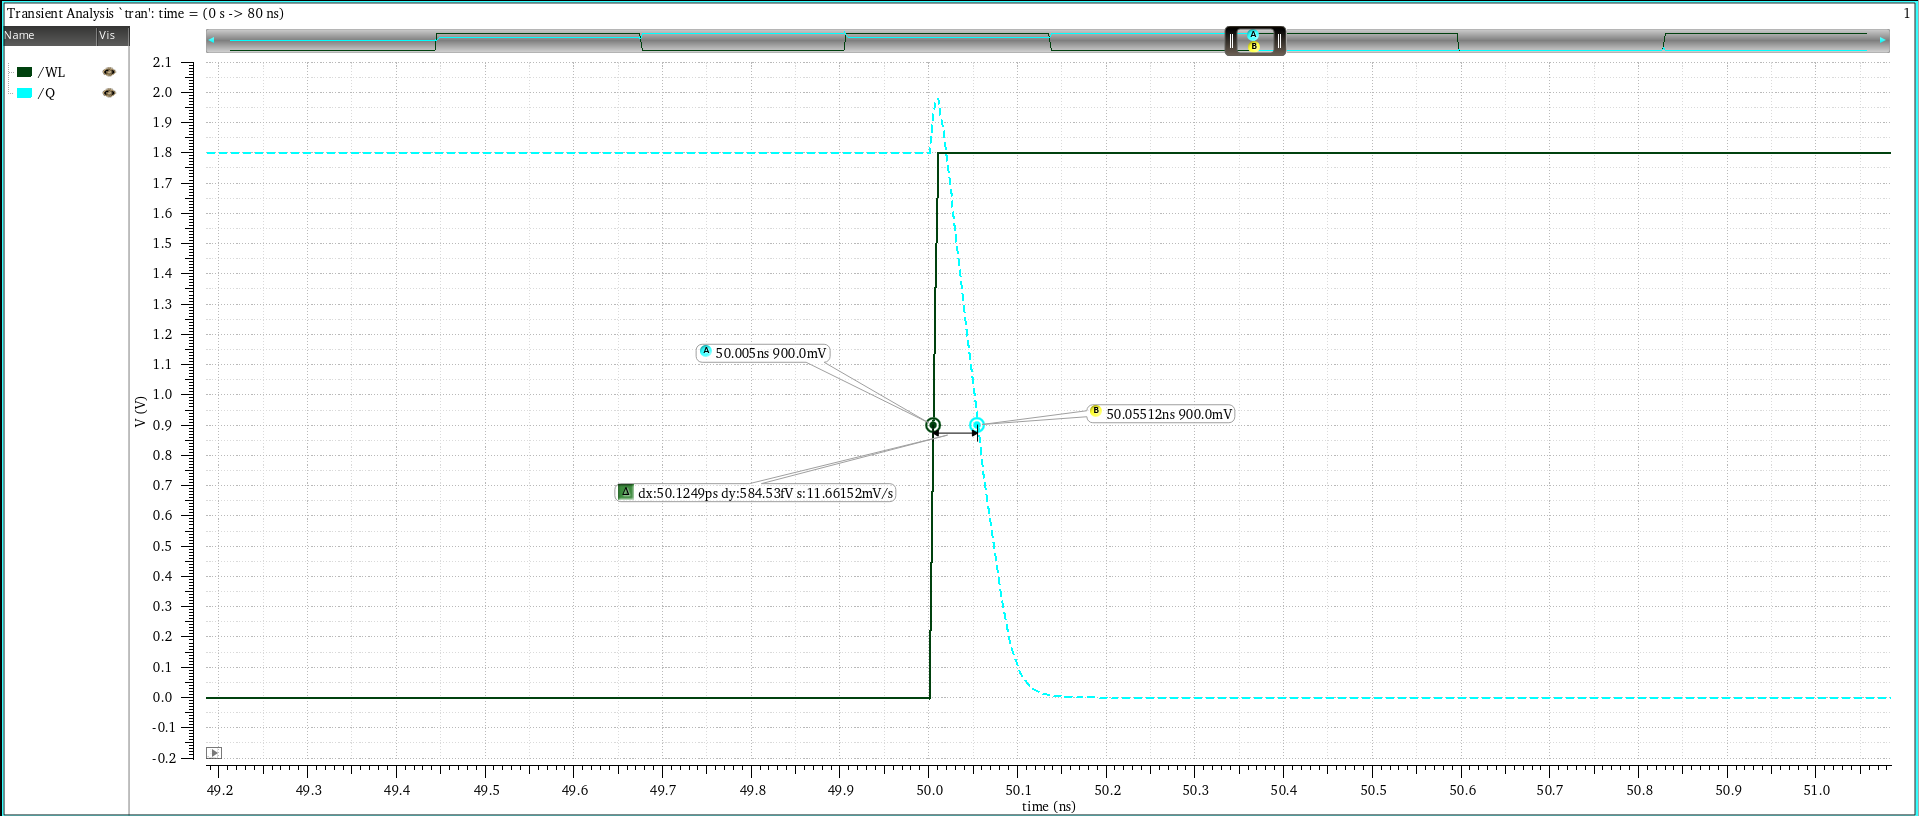 Transient Analysis `tran': time = (0 s -> 80 ns)
1
Name Vis
/WL
/Q
A
B
2.1
2.0
1.9
1.8
1.7
1.6
1.5
1.4
1.3
1.2
1.1
1.0
0.9
0.8
0.7
0.6
0.5
0.4
0.3
0.2
0.1
0.0
-0.1
-0.2
V (V)
A 50.005ns 900.0mV
B 50.05512ns 900.0mV
Δ dx:50.1249ps dy:584.53fV s:11.66152mV/s
49.2 49.3 49.4 49.5 49.6 49.7 49.8 49.9 50.0 50.1 50.2 50.3 50.4 50.5 50.6 50.7 50.8 50.9 51.0
time (ns)